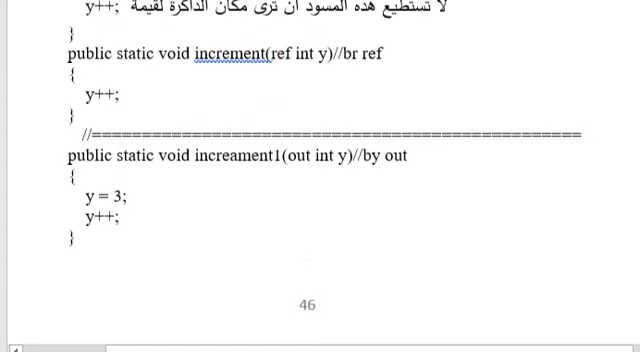 y++; لا تستطيع هذه المسود ان ترى مكان الذاكرة لقيمة
}
public static void increment(ref int y)//br ref
{
y++;
}
//=================================================
public static void increament1(out int y)//by out
{
y = 3;
y++;
}
46